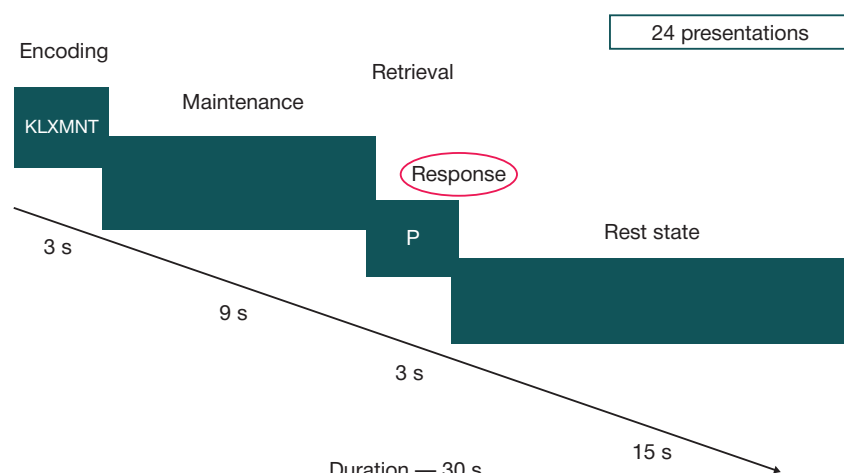 24 presentations
Encoding
Retrieval
Maintenance
KLXMNT
Response
P
Rest state
3 s
9 s
3 s
15 s
Duration — 30 s